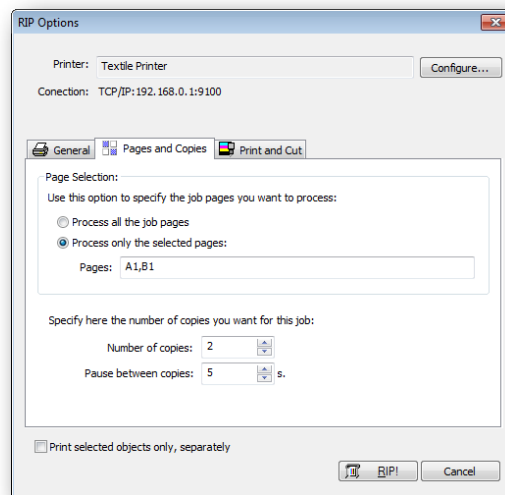 RIP Options
Printer: Textile Printer Configure...
Conection: TCP/IP:192.168.0.1:9100
General Pages and Copies Print and Cut
Page Selection:
Use this option to specify the job pages you want to process:
Process all the job pages
Process only the selected pages:
Pages: A1,B1
Specify here the number of copies you want for this job:
Number of copies: 2
Pause between copies: 5 s.
Print selected objects only, separately
RIP! Cancel